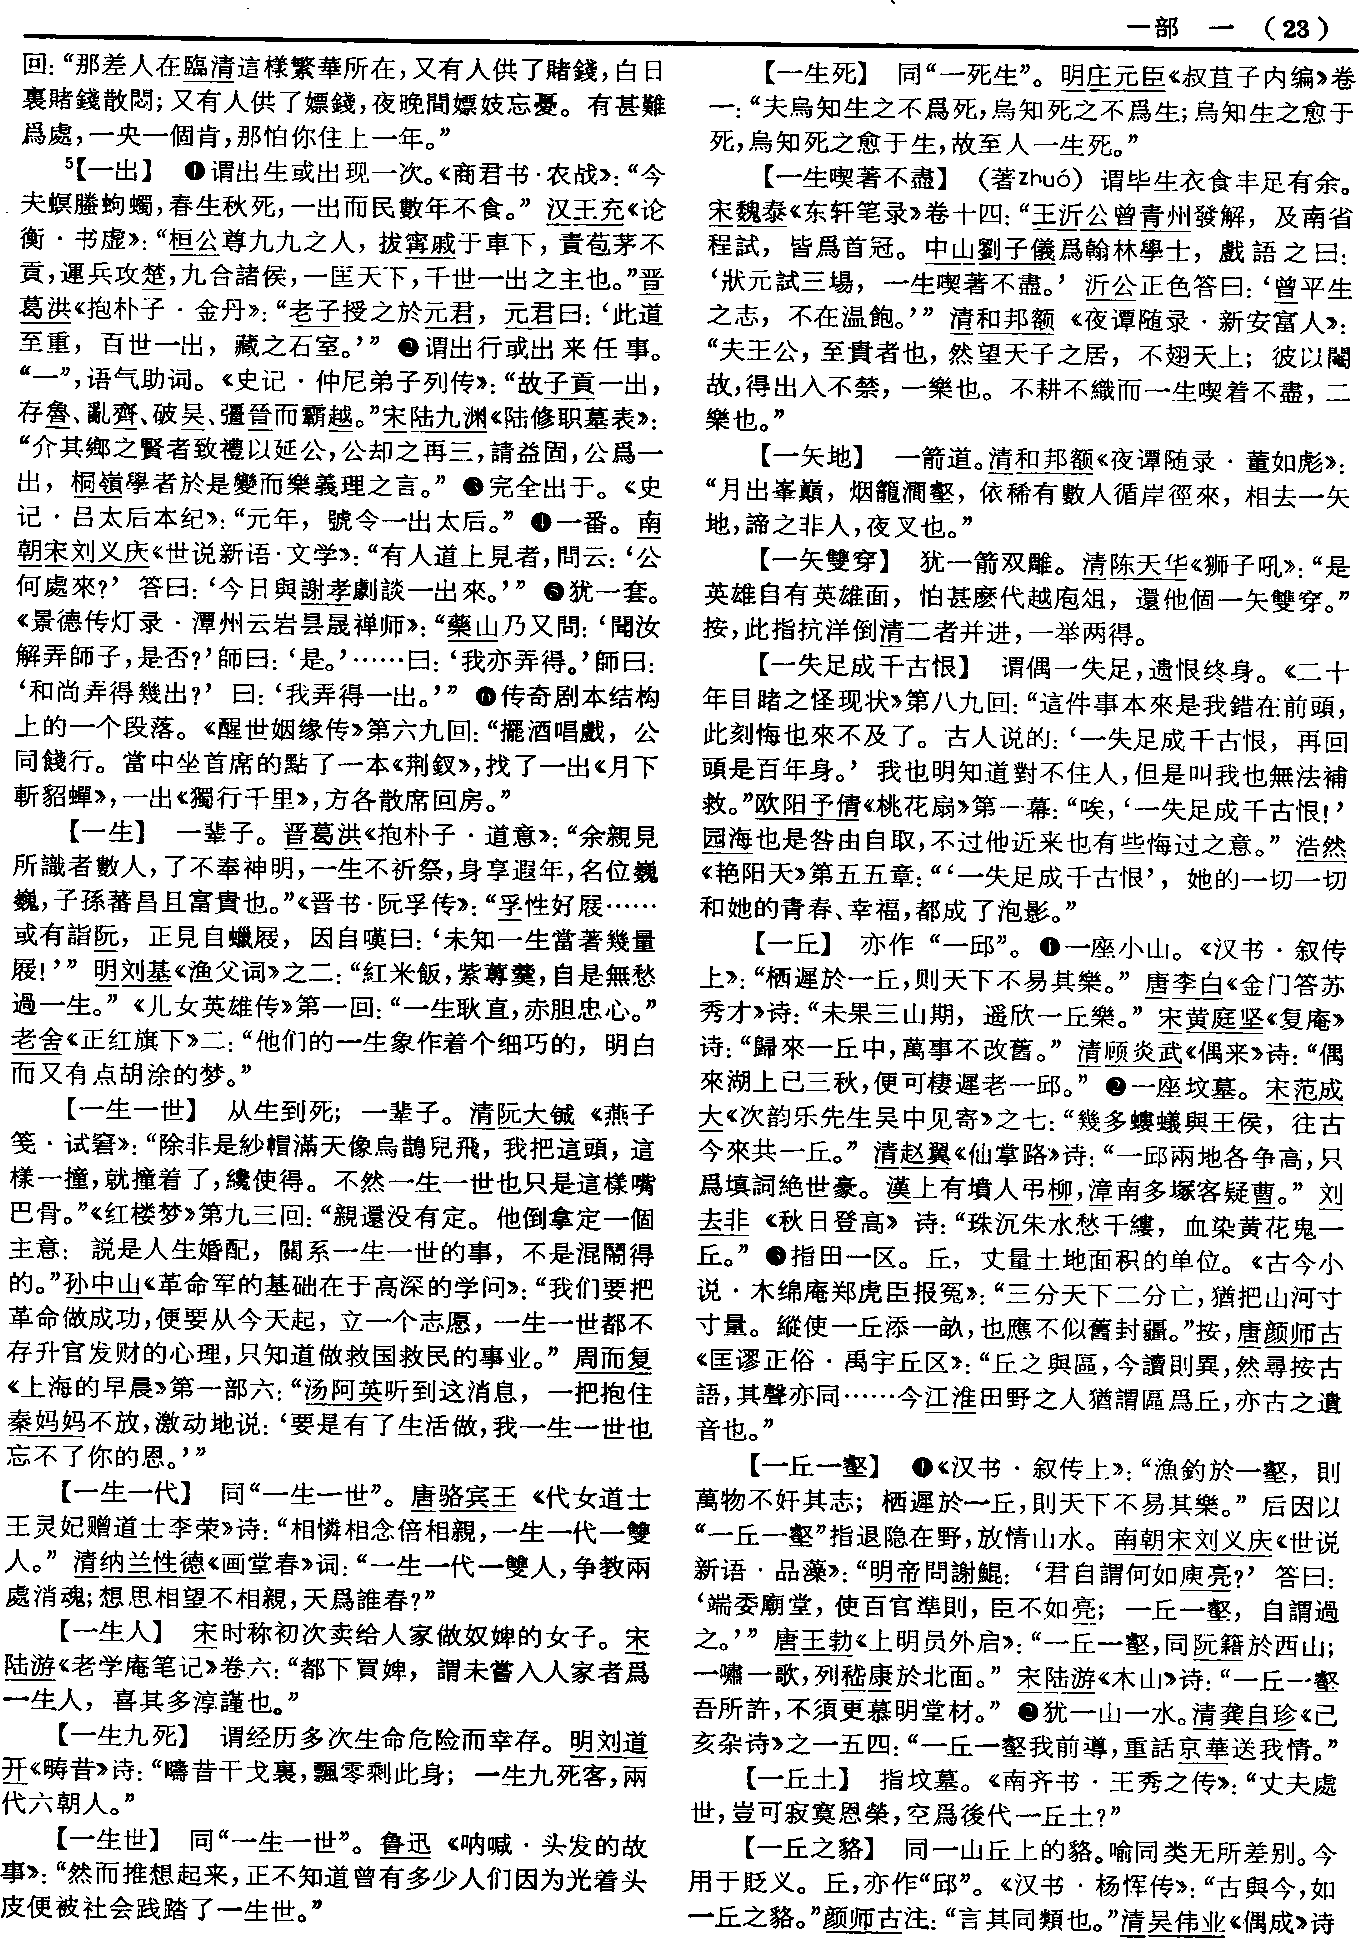 一部 一 （23）
回：“那差人在臨清這樣繁華所在，又有人供了賭錢，白日
裏賭錢散悶；又有人供了嫖錢，夜晚間嫖妓忘憂。有甚難
爲處，一央一個肯，那怕你住上一年。”
⁵【一出】 ❶谓出生或出现一次。《商君书·农战》：“今
夫螟螣蚼蠋，春生秋死，一出而民數年不食。”汉王充《论
衡·书虚》：“桓公尊九九之人，拔甯戚于車下，責苞茅不
貢，運兵攻楚，九合諸侯，一匡天下，千世一出之主也。”晋
葛洪《抱朴子·金丹》：“老子授之於元君，元君曰：‘此道
至重，百世一出，藏之石室。’” ❷谓出行或出来任事。
“一”，语气助词。《史记·仲尼弟子列传》：“故子貢一出，
存魯、亂齊、破吴、彊晉而霸越。”宋陆九渊《陆修职墓表》：
“介其鄉之賢者致禮以延公，公却之再三，請益固，公爲一
出，桐嶺學者於是變而樂義理之言。” ❸完全出于。《史
记·吕太后本纪》：“元年，號令一出太后。” ❹一番。南
朝宋刘义庆《世说新语·文学》：“有人道上見者，問云：‘公
何處來？’答曰：‘今日與謝孝劇談一出來。’” ❺犹一套。
《景德传灯录·潭州云岩昙晟禅师》：“藥山乃又問：‘聞汝
解弄師子，是否？’師曰：‘是。’……曰：‘我亦弄得。’師曰：
‘和尚弄得幾出？’曰：‘我弄得一出。’” ❻传奇剧本结构
上的一个段落。《醒世姻缘传》第六九回：“擺酒唱戲，公
同餞行。當中坐首席的點了一本《荆釵》，找了一出《月下
斬貂蟬》，一出《獨行千里》，方各散席回房。”
【一生】 一辈子。晋葛洪《抱朴子·道意》：“余親見
所識者數人，了不奉神明，一生不祈祭，身享遐年，名位巍
巍，子孫蕃昌且富貴也。”《晋书·阮孚传》：“孚性好屐……
或有詣阮，正見自蠟屐，因自嘆曰：‘未知一生當著幾量
屐！’”明刘基《渔父词》之二：“紅米飯，紫蓴羹，自是無愁
過一生。”《儿女英雄传》第一回：“一生耿直，赤胆忠心。”
老舍《正红旗下》二：“他们的一生象作着个细巧的，明白
而又有点胡涂的梦。”
【一生一世】 从生到死；一辈子。清阮大铖《燕子
笺·试窘》：“除非是紗帽滿天像烏鵲兒飛，我把這頭，這
樣一撞，就撞着了，纔使得。不然一生一世也只是這樣嘴
巴骨。”《红楼梦》第九三回：“親還没有定。他倒拿定一個
主意：説是人生婚配，關系一生一世的事，不是混鬧得
的。”孙中山《革命军的基础在于高深的学问》：“我们要把
革命做成功，便要从今天起，立一个志愿，一生一世都不
存升官发财的心理，只知道做救国救民的事业。”周而复
《上海的早晨》第一部六：“汤阿英听到这消息，一把抱住
秦妈妈不放，激动地说：‘要是有了生活做，我一生一世也
忘不了你的恩。’”
【一生一代】 同“一生一世”。唐骆宾王《代女道士
王灵妃赠道士李荣》诗：“相憐相念倍相親，一生一代一雙
人。”清纳兰性德《画堂春》词：“一生一代一雙人，争教兩
處消魂；想思相望不相親，天爲誰春？”
【一生人】 宋时称初次卖给人家做奴婢的女子。宋
陆游《老学庵笔记》卷六：“都下買婢，謂未嘗入人家者爲
一生人，喜其多淳謹也。”
【一生九死】 谓经历多次生命危险而幸存。明刘道
开《畴昔》诗：“疇昔干戈裏，飄零剩此身；一生九死客，兩
代六朝人。”
【一生世】 同“一生一世”。鲁迅《呐喊·头发的故
事》：“然而推想起来，正不知道曾有多少人们因为光着头
皮便被社会践踏了一生世。”
【一生死】 同“一死生”。明庄元臣《叔苴子内编》卷
一：“夫烏知生之不爲死，烏知死之不爲生；烏知生之愈于
死，烏知死之愈于生，故至人一生死。”
【一生喫著不盡】 （著zhuó）谓毕生衣食丰足有余。
宋魏泰《东轩笔录》卷十四：“王沂公曾青州發解，及南省
程試，皆爲首冠。中山劉子儀爲翰林學士，戲語之曰：
‘狀元試三場，一生喫著不盡。’沂公正色答曰：‘曾平生
之志，不在温飽。’”清和邦额《夜谭随录·新安富人》：
“夫王公，至貴者也，然望天子之居，不翅天上；彼以閹
故，得出入不禁，一樂也。不耕不織而一生喫着不盡，二
樂也。”
【一矢地】 一箭道。清和邦额《夜谭随录·董如彪》：
“月出峯巔，烟籠澗壑，依稀有數人循岸徑來，相去一矢
地，諦之非人，夜叉也。”
【一矢雙穿】 犹一箭双雕。清陈天华《狮子吼》：“是
英雄自有英雄面，怕甚麽代越庖俎，還他個一矢雙穿。”
按，此指抗洋倒清二者并进，一举两得。
【一失足成千古恨】 谓偶一失足，遗恨终身。《二十
年目睹之怪现状》第八九回：“這件事本來是我錯在前頭，
此刻悔也來不及了。古人说的：‘一失足成千古恨，再回
頭是百年身。’我也明知道對不住人，但是叫我也無法補
救。”欧阳予倩《桃花扇》第一幕：“唉，‘一失足成千古恨！’
园海也是咎由自取，不过他近来也有些悔过之意。”浩然
《艳阳天》第五五章：“‘一失足成千古恨’，她的一切一切
和她的青春、幸福，都成了泡影。”
【一丘】 亦作“一邱”。❶一座小山。《汉书·叙传
上》：“栖遲於一丘，则天下不易其樂。”唐李白《金门答苏
秀才》诗：“未果三山期，遥欣一丘樂。”宋黄庭坚《复庵》
诗：“歸來一丘中，萬事不改舊。”清顾炎武《偶来》诗：“偶
來湖上已三秋，便可棲遲老一邱。” ❷一座坟墓。宋范成
大《次韵乐先生吴中见寄》之七：“幾多螻蟻與王侯，往古
今來共一丘。”清赵翼《仙掌路》诗：“一邱兩地各争高，只
爲填詞絶世豪。漢上有墳人弔柳，漳南多塚客疑曹。”刘
去非《秋日登高》诗：“珠沉朱水愁千縷，血染黄花鬼一
丘。” ❸指田一区。丘，丈量土地面积的单位。《古今小
说·木绵庵郑虎臣报冤》：“三分天下二分亡，猶把山河寸
寸量。縱使一丘添一畝，也應不似舊封疆。”按，唐颜师古
《匡谬正俗·禹宇丘区》：“丘之與區，今讀則異，然尋按古
語，其聲亦同……今江淮田野之人猶謂區爲丘，亦古之遺
音也。”
【一丘一壑】 ❶《汉书·叙传上》：“漁釣於一壑，則
萬物不奸其志；栖遲於一丘，則天下不易其樂。”后因以
“一丘一壑”指退隐在野，放情山水。南朝宋刘义庆《世说
新语·品藻》：“明帝問謝鯤：‘君自謂何如庾亮？’答曰：
‘端委廟堂，使百官準則，臣不如亮；一丘一壑，自謂過
之。’”唐王勃《上明员外启》：“一丘一壑，同阮籍於西山；
一嘯一歌，列嵇康於北面。”宋陆游《木山》诗：“一丘一壑
吾所許，不須更慕明堂材。” ❷犹一山一水。清龚自珍《己
亥杂诗》之一五四：“一丘一壑我前導，重話京華送我情。”
【一丘土】 指坟墓。《南齐书·王秀之传》：“丈夫處
世，豈可寂寞恩榮，空爲後代一丘土？”
【一丘之貉】 同一山丘上的貉。喻同类无所差别。今
用于贬义。丘，亦作“邱”。《汉书·杨恽传》：“古與今，如
一丘之貉。”颜师古注：“言其同類也。”清吴伟业《偶成》诗